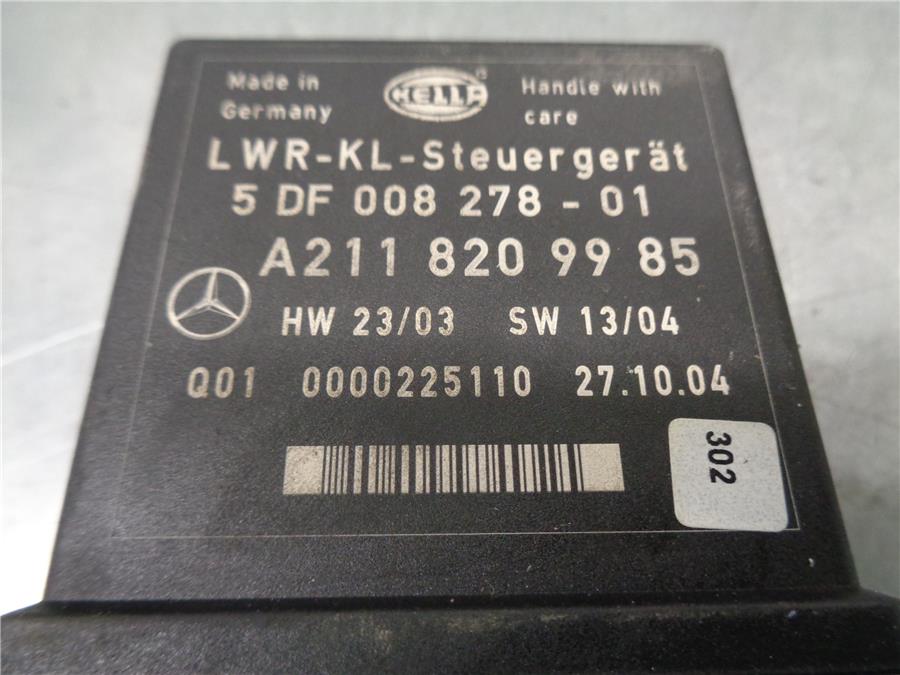 Made in Germany
HELLA
Handle with care
LWR-KL-Steuergerät
5 DF 008 278 - 01
A211 820 99 85
HW 23/03 SW 13/04
Q01 0000225110 27.10.04
302